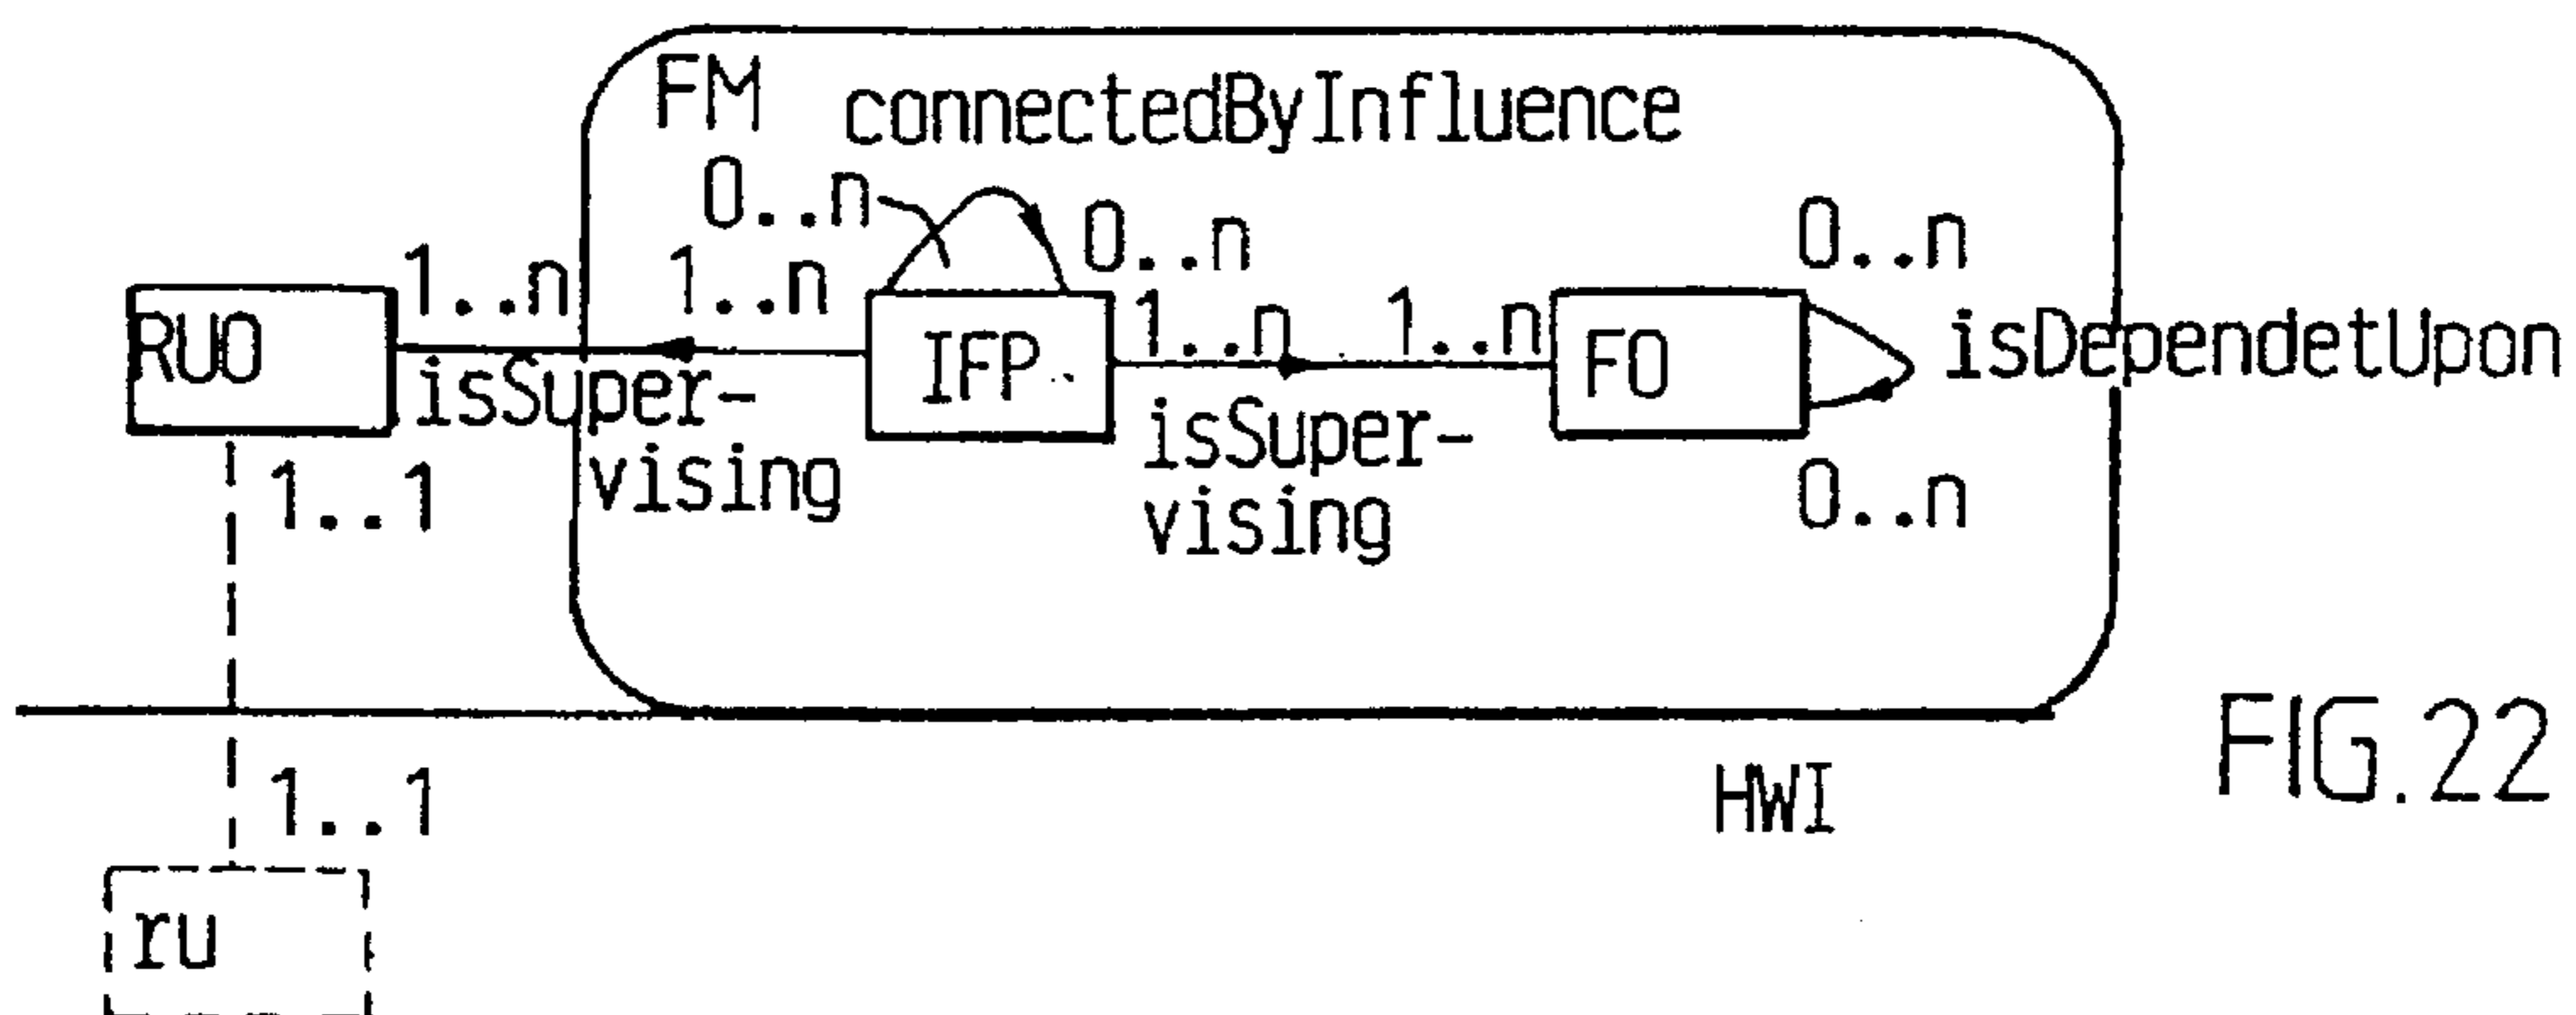 FM
connectedByInfluence
0..n
0..n
0..n
1..n
1..n
1..n
1..n
RUO
IFP
FO
isDependetUpon
isSuper-
vising
isSuper-
vising
1..1
0..n
1..1
HWI
FIG.22
ru